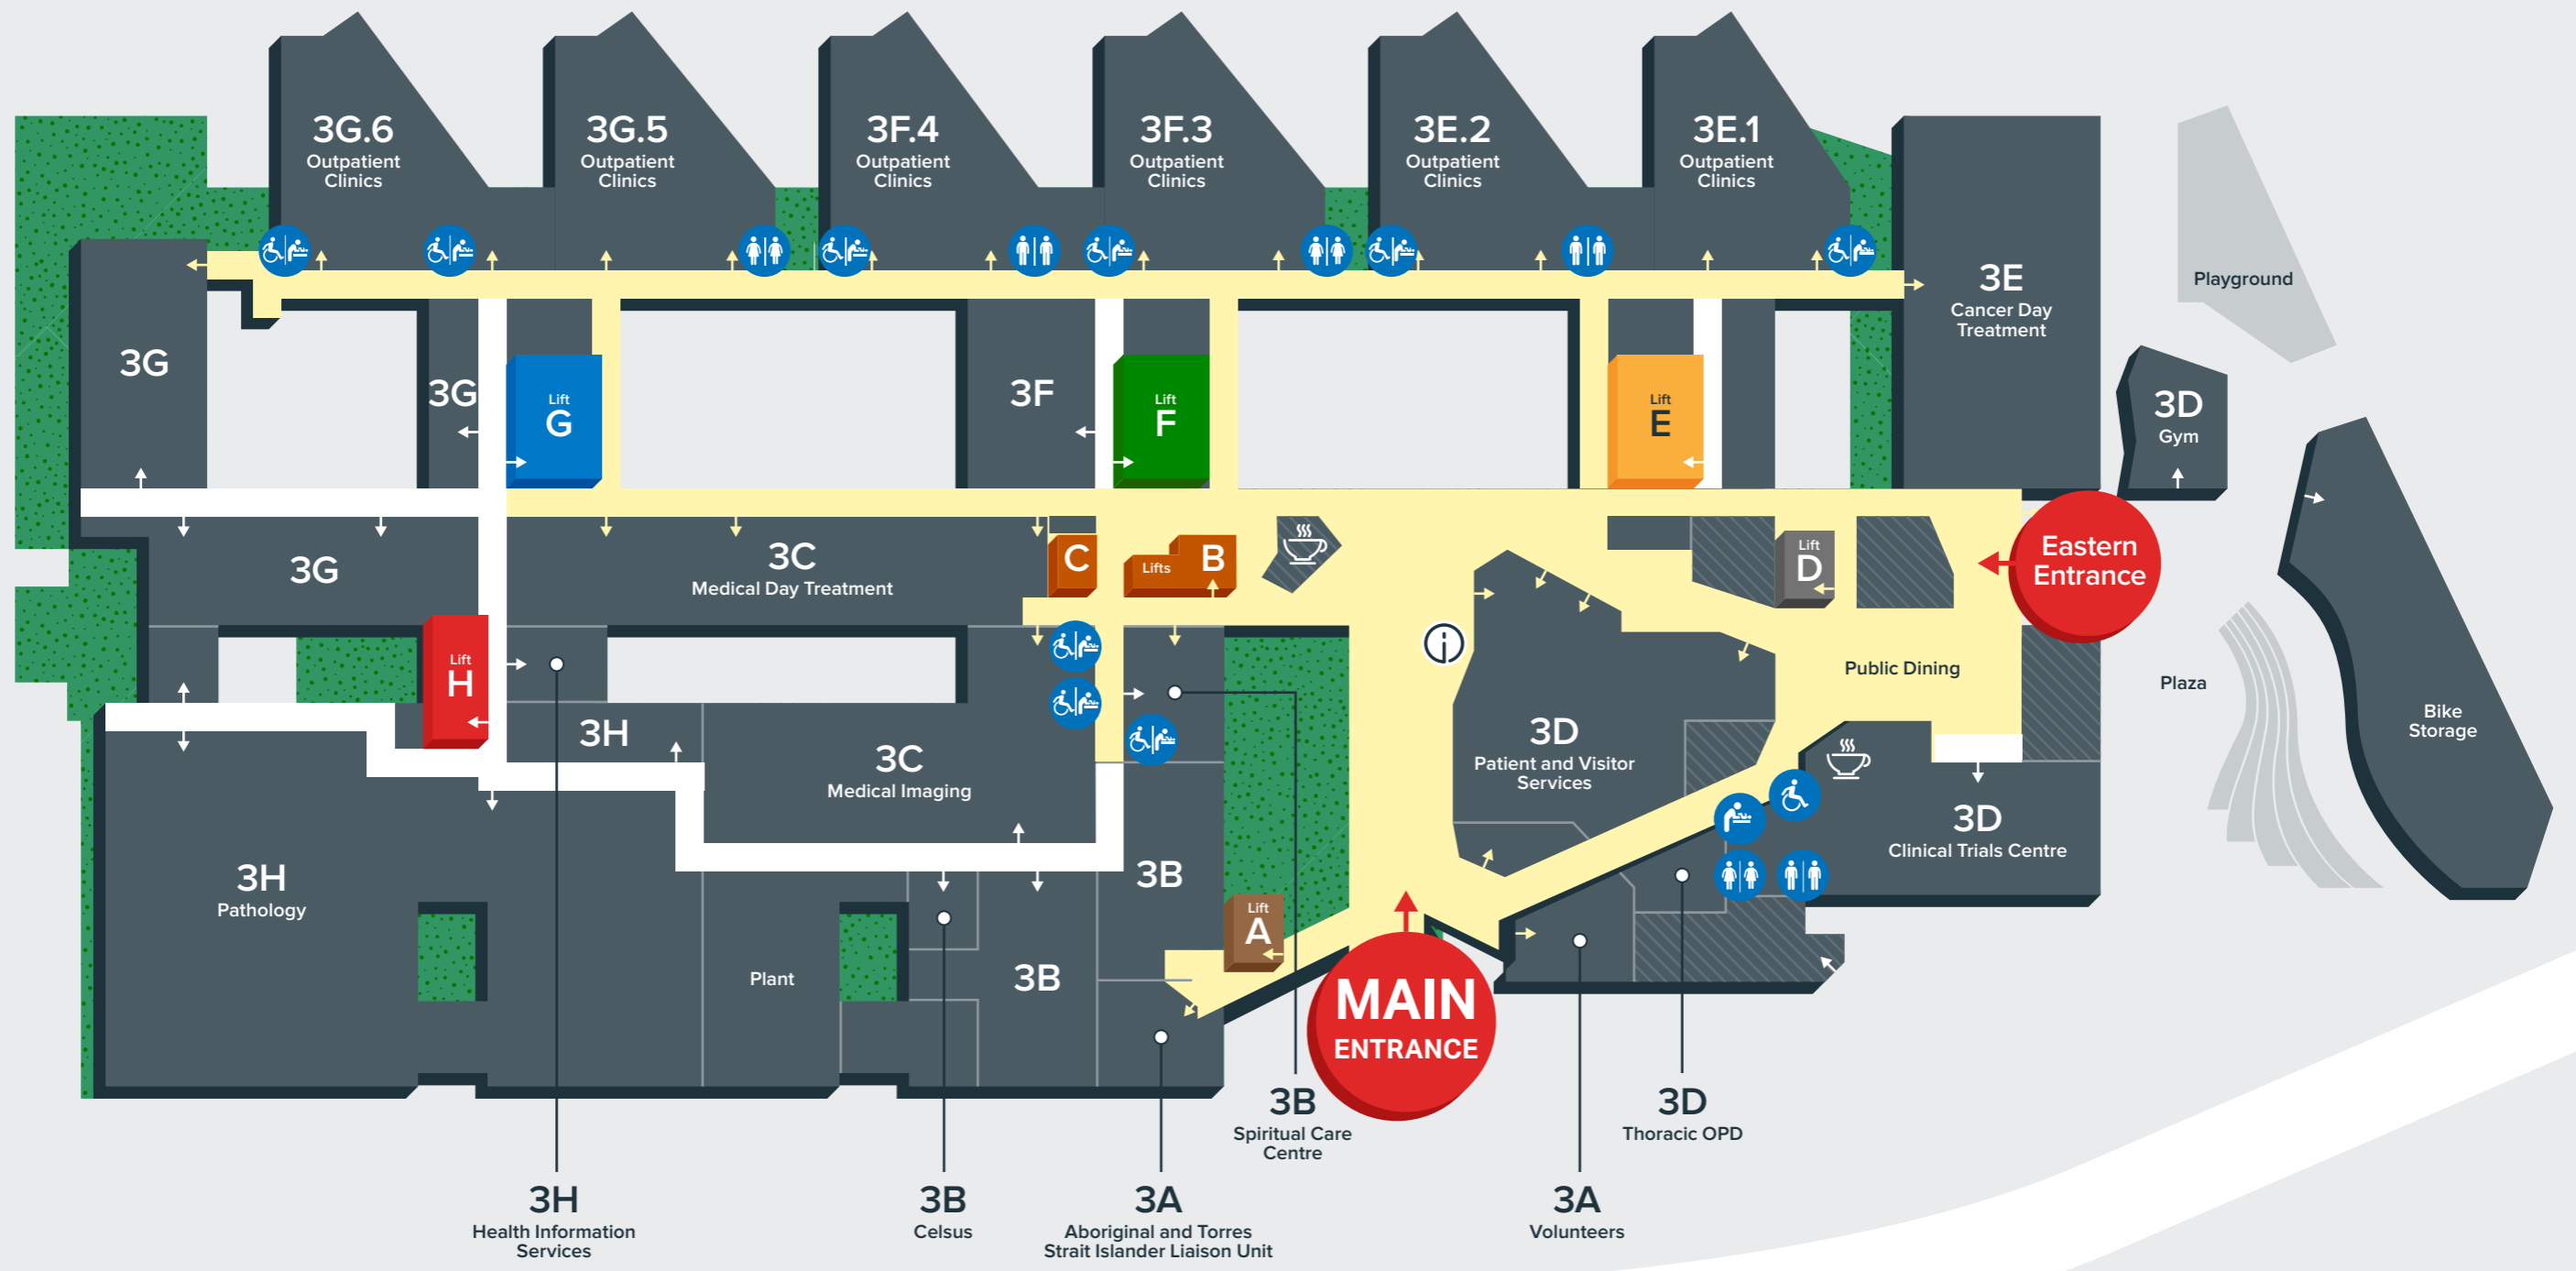 3G.6
Outpatient
Clinics
3G.5
Outpatient
Clinics
3F.4
Outpatient
Clinics
3F.3
Outpatient
Clinics
3E.2
Outpatient
Clinics
3E.1
Outpatient
Clinics
3E
Cancer Day
Treatment
Playground
3G
3G
Lift
G
3F
Lift
F
Lift
E
3D
Gym
3G
3C
Medical Day Treatment
C
Lifts
B
Lift
D
Eastern
Entrance
Lift
H
3H
3C
Medical Imaging
3D
Patient and Visitor
Services
Public Dining
Plaza
Bike
Storage
3D
Clinical Trials Centre
3H
Pathology
3B
Lift
A
Plant
3B
MAIN
ENTRANCE
3B
Spiritual Care
Centre
3D
Thoracic OPD
3H
Health Information
Services
3B
Celsus
3A
Aboriginal and Torres
Strait Islander Liaison Unit
3A
Volunteers